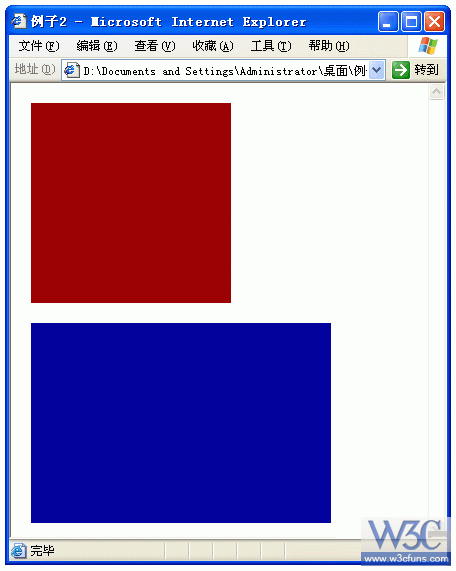 例子2 - Microsoft Internet Explorer
文件(F) 编辑(E) 查看(V) 收藏(A) 工具(T) 帮助(H)
地址(D) D:\Documents and Settings\Administrator\桌面\例 转到
完毕
W3C
www.w3cfuns.com